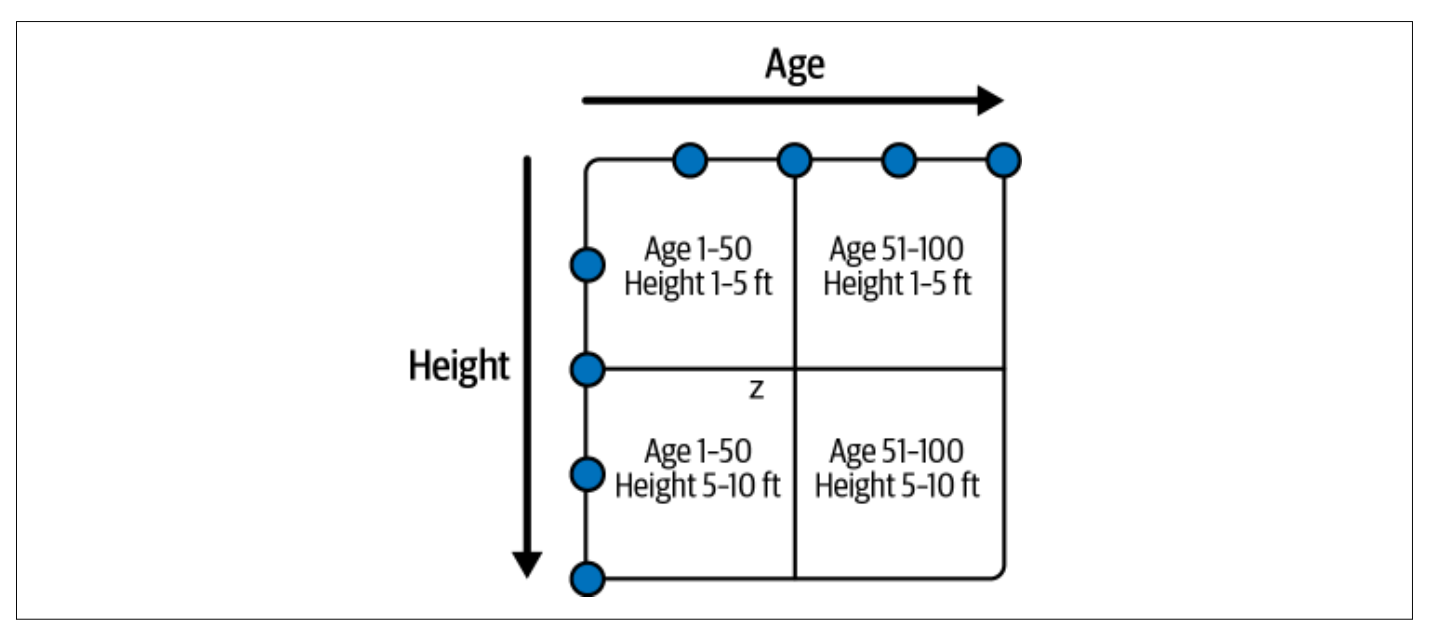 Age
Age 1–50
Height 1–5 ft
Age 51–100
Height 1–5 ft
Height
z
Age 1–50
Height 5–10 ft
Age 51–100
Height 5–10 ft